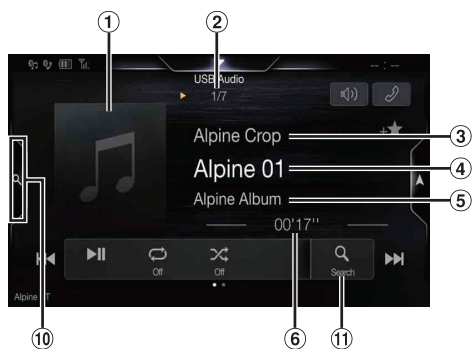 ① ②
-- : --
USB Audio
1/7
Alpine Crop ③
Alpine 01 ④
Alpine Album ⑤
00'17''
Off Off Search
⑩ ⑥ ⑪